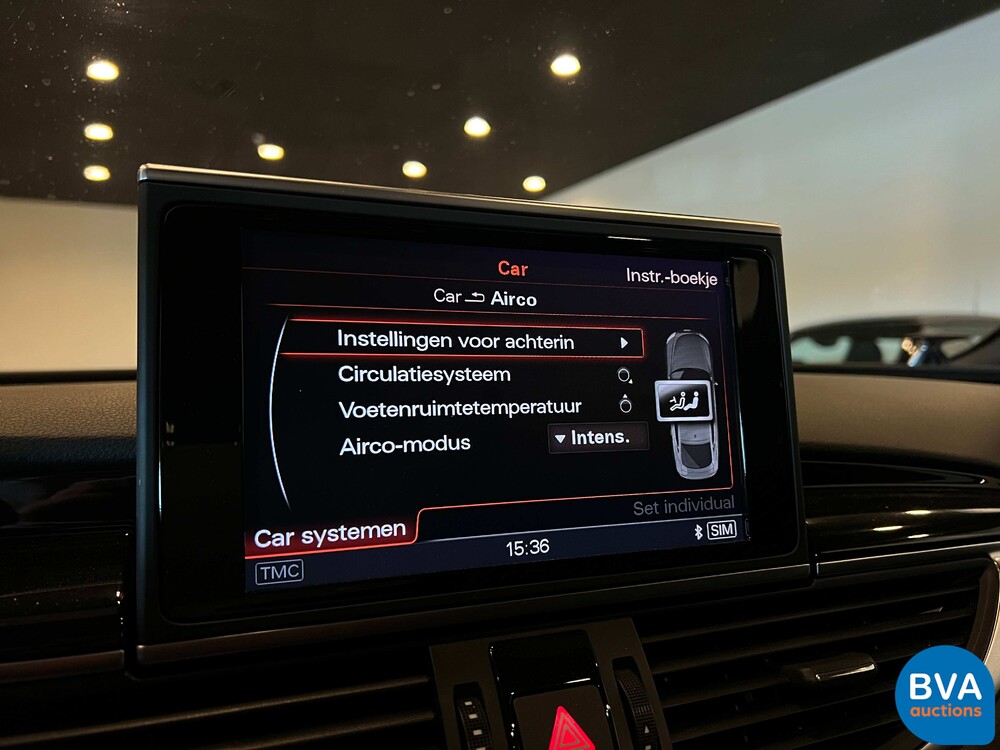 Car
Instr.-boekje
Car Airco
Instellingen voor achterin
Circulatiesysteem
Voetenruimtetemperatuur
Airco-modus
Intens.
Set individual
Car systemen
15:36
SIM
TMC
BVA
auctions